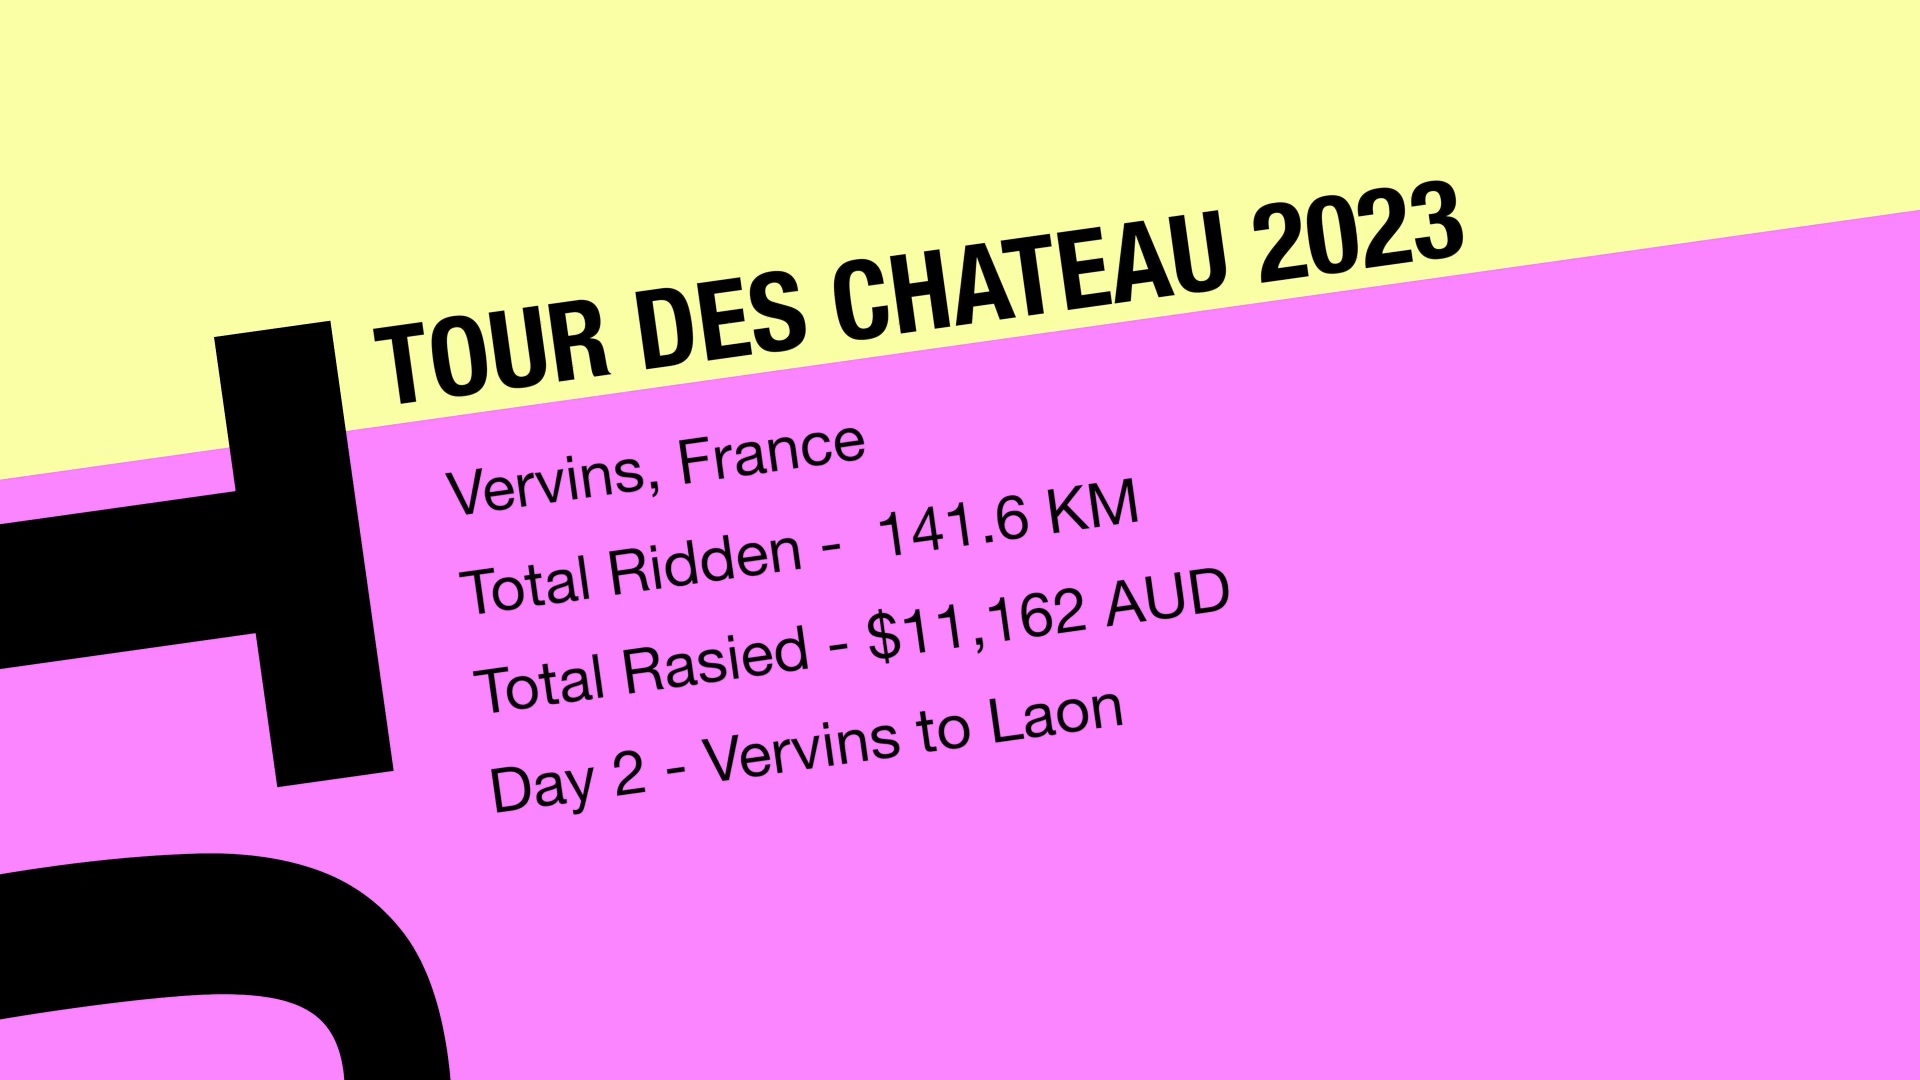 TOUR DES CHATEAU 2023
Vervins, France
Total Ridden -  141.6 KM
Total Rasied - $11,162 AUD
Day 2 - Vervins to Laon